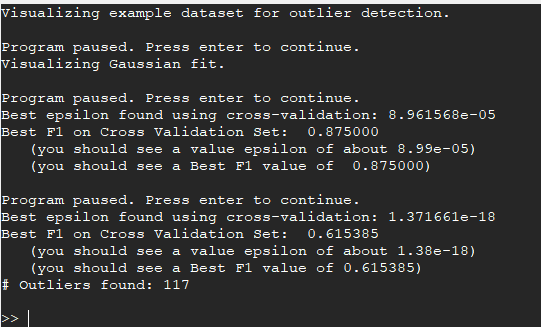 Visualizing example dataset for outlier detection.
Program paused. Press enter to continue.
Visualizing Gaussian fit.
Program paused. Press enter to continue.
Best epsilon found using cross-validation: 8.961568e-05
Best F1 on Cross Validation Set:  0.875000
   (you should see a value epsilon of about 8.99e-05)
   (you should see a Best F1 value of  0.875000)
Program paused. Press enter to continue.
Best epsilon found using cross-validation: 1.371661e-18
Best F1 on Cross Validation Set:  0.615385
   (you should see a value epsilon of about 1.38e-18)
   (you should see a Best F1 value of 0.615385)
# Outliers found: 117
>> |